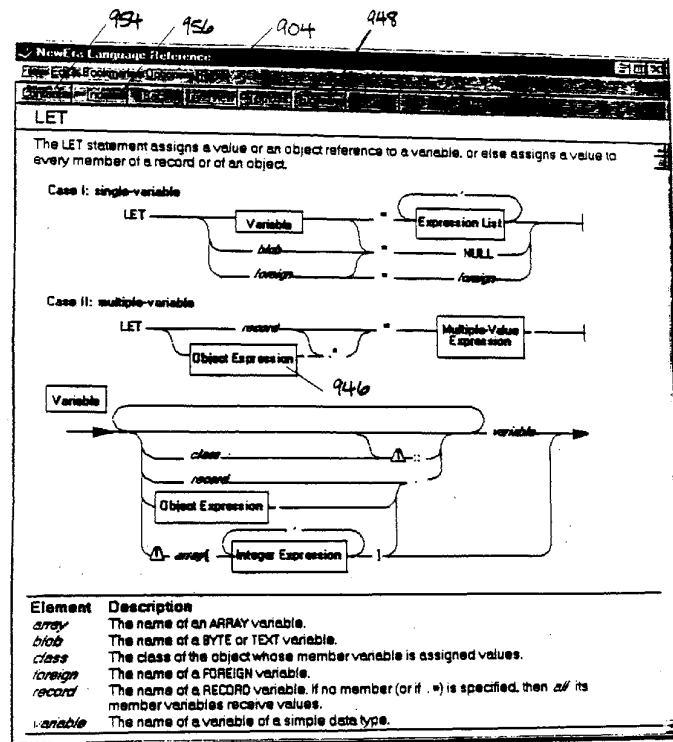 954 956 904 948
NewEra Language Reference
File Edit Bookmarks Options
LET
The LET statement assigns a value or an object reference to a variable, or else assigns a value to
every member of a record or of an object.
Case I: single-variable
LET Variable = Expression List ,
blob = NULL
foreign = foreign
Case II: multiple-variable
LET record .* = Multiple-Value
Expression
Object Expression
946
Variable
variable
class ::
record .
Object Expression
array[ Integer Expression , ]
Element Description
array The name of an ARRAY variable.
blob The name of a BYTE or TEXT variable.
class The class of the object whose member variable is assigned values.
foreign The name of a FOREIGN variable.
record The name of a RECORD variable. If no member (or if .*) is specified, then all its
member variables receive values.
variable The name of a variable of a simple data type.